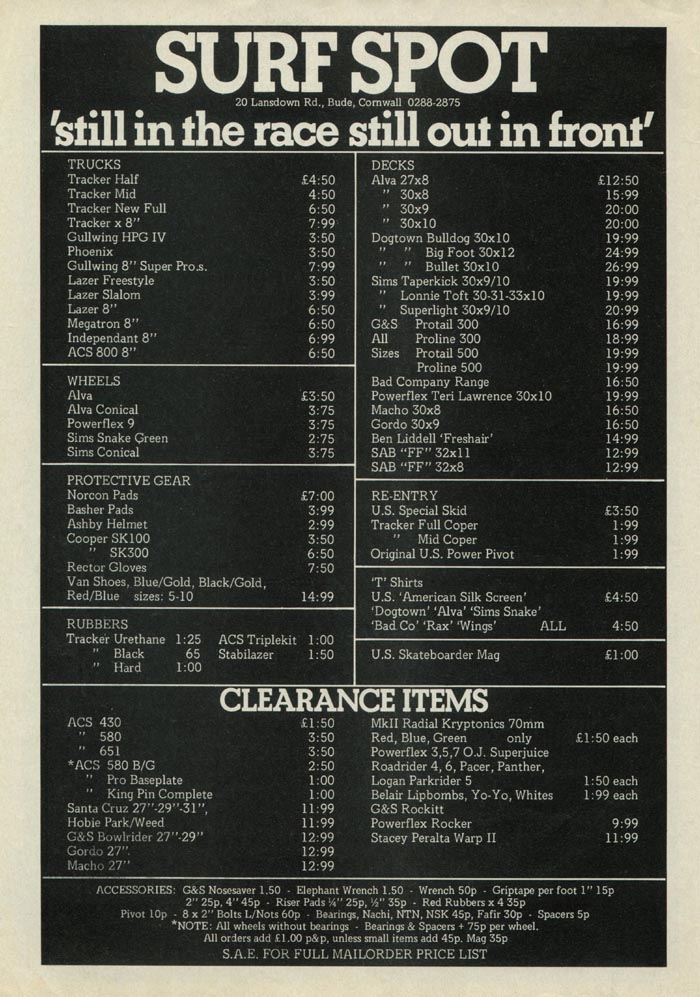 SURF SPOT
20 Lansdown Rd., Bude, Cornwall 0288-2875
'still in the race still out in front'
TRUCKS
Tracker Half £4:50
Tracker Mid 4:50
Tracker New Full 6:50
Tracker x 8" 7:99
Gullwing HPG IV 3:50
Phoenix 3:50
Gullwing 8" Super Pro,s. 7:99
Lazer Freestyle 3:50
Lazer Slalom 3:99
Lazer 8" 6:50
Megatron 8" 6:50
Independant 8" 6:99
ACS 800 8" 6:50
WHEELS
Alva £3:50
Alva Conical 3:75
Powerflex 9 3:75
Sims Snake Green 2:75
Sims Conical 3:75
PROTECTIVE GEAR
Norcon Pads £7:00
Basher Pads 3:99
Ashby Helmet 2:99
Cooper SK100 3:50
" SK300 6:50
Rector Gloves 7:50
Van Shoes, Blue/Gold, Black/Gold,
Red/Blue sizes: 5-10 14:99
RUBBERS
Tracker Urethane 1:25 ACS Triplekit 1:00
" Black 65 Stabilazer 1:50
" Hard 1:00
DECKS
Alva 27x8 £12:50
" 30x8 15:99
" 30x9 20:00
" 30x10 20:00
Dogtown Bulldog 30x10 19:99
" " Big Foot 30x12 24:99
" " Bullet 30x10 26:99
Sims Taperkick 30x9/10 19:99
" Lonnie Toft 30-31-33x10 19:99
" Superlight 30x9/10 20:99
G&S Protail 300 16:99
All Proline 300 18:99
Sizes Protail 500 19:99
Proline 500 19:99
Bad Company Range 16:50
Powerflex Teri Lawrence 30x10 19:99
Macho 30x8 16:50
Gordo 30x9 16:50
Ben Liddell 'Freshair' 14:99
SAB "FF" 32x11 12:99
SAB "FF" 32x8 12:99
RE-ENTRY
U.S. Special Skid £3:50
Tracker Full Coper 1:99
" Mid Coper 1:99
Original U.S. Power Pivot 1:99
'T' Shirts
U.S. 'American Silk Screen' £4:50
'Dogtown' 'Alva' 'Sims Snake'
'Bad Co' 'Rax' 'Wings' ALL 4:50
U.S. Skateboarder Mag £1:00
CLEARANCE ITEMS
ACS 430 £1:50
" 580 3:50
" 651 3:50
*ACS 580 B/G 2:50
" Pro Baseplate 1:00
" King Pin Complete 1:00
Santa Cruz 27"-29"-31", 11:99
Hobie Park/Weed 11:99
G&S Bowlrider 27"-29" 12:99
Gordo 27". 12:99
Macho 27" 12:99
MkII Radial Kryptonics 70mm
Red, Blue, Green only £1:50 each
Powerflex 3,5,7 O.J. Superjuice
Roadrider 4, 6, Pacer, Panther,
Logan Parkrider 5 1:50 each
Belair Lipbombs, Yo-Yo, Whites 1:99 each
G&S Rockitt
Powerflex Rocker 9:99
Stacey Peralta Warp II 11:99
ACCESSORIES: G&S Nosesaver 1.50 - Elephant Wrench 1.50 - Wrench 50p - Griptape per foot 1" 15p
2" 25p, 4" 45p - Riser Pads ¼" 25p, ½" 35p - Red Rubbers x 4 35p
Pivot 10p - 8 x 2" Bolts L/Nots 60p - Bearings, Nachi, NTN, NSK 45p, Fafir 30p - Spacers 5p
*NOTE: All wheels without bearings - Bearings & Spacers + 75p per wheel.
All orders add £1.00 p&p, unless small items add 45p. Mag 35p
S.A.E. FOR FULL MAILORDER PRICE LIST